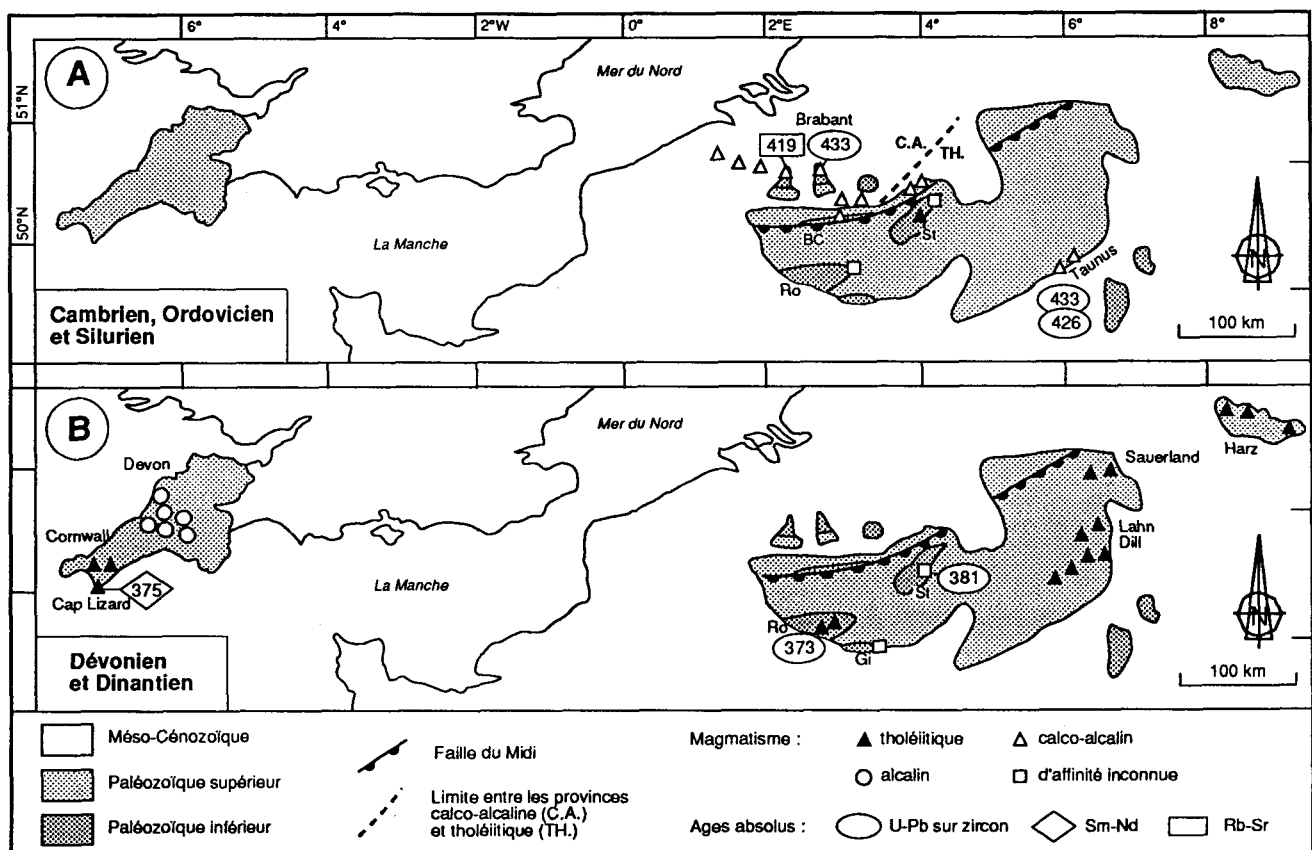 6° 4° 2°W 0° 2°E 4° 6° 8°
A
51°N
50°N
Mer du Nord
La Manche
Brabant
419 433
C.A.
TH.
BC
St
Ro
Taunus
433
426
N
100 km
Cambrien, Ordovicien
et Silurien
B
Mer du Nord
Devon
Cornwall
Cap Lizard
375
La Manche
Sauerland
Harz
Lahn
Dill
St
381
Ro
373
Gi
N
100 km
Dévonien
et Dinantien
Méso-Cénozoïque
Paléozoïque supérieur
Paléozoïque inférieur
Faille du Midi
Limite entre les provinces
calco-alcaline (C.A.)
et tholéiitique (TH.)
Magmatisme : tholéiitique calco-alcalin
alcalin d'affinité inconnue
Ages absolus : U-Pb sur zircon Sm-Nd Rb-Sr